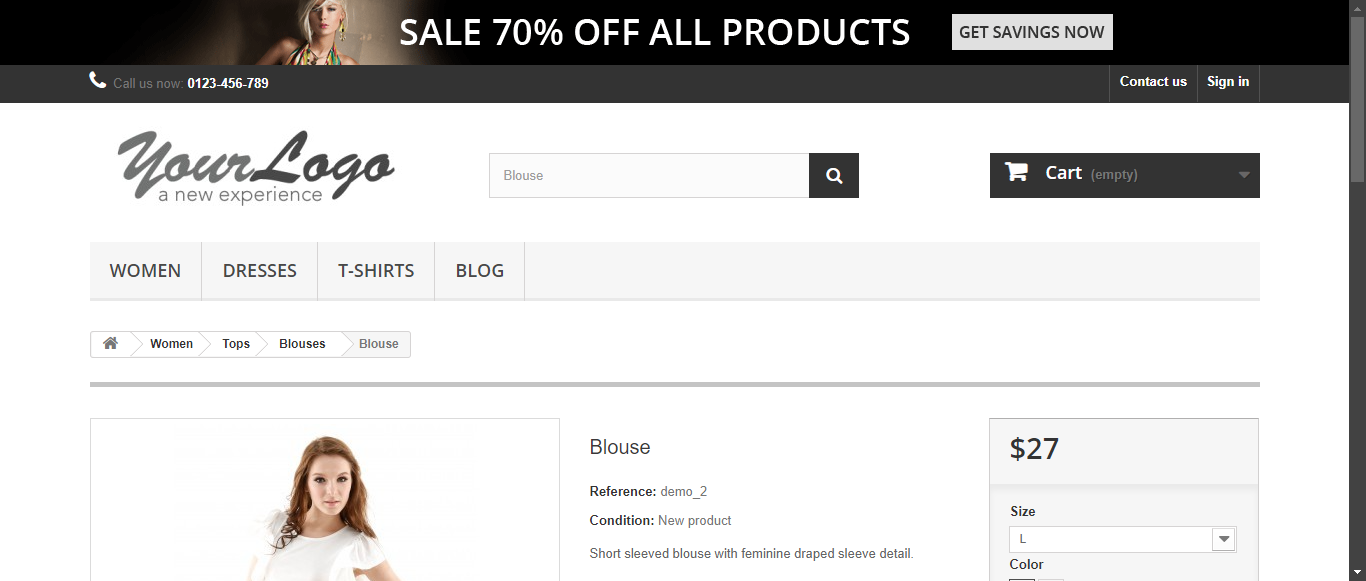 SALE 70% OFF ALL PRODUCTS GET SAVINGS NOW
Call us now: 0123-456-789 Contact us Sign in
YourLogo
a new experience
Blouse
Cart (empty)
WOMEN DRESSES T-SHIRTS BLOG
Women Tops Blouses Blouse
Blouse
Reference: demo_2
Condition: New product
Short sleeved blouse with feminine draped sleeve detail.
$27
Size
L
Color